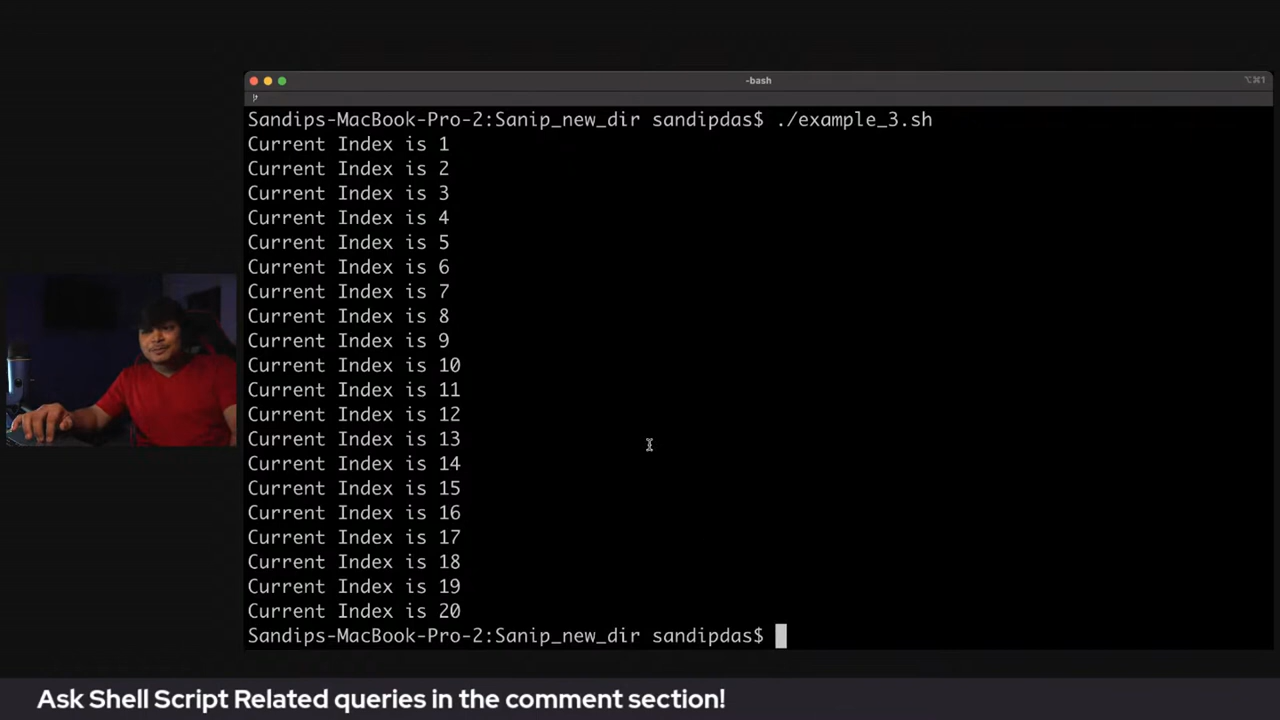 -bash
⌥⌘1
Sandips-MacBook-Pro-2:Sanip_new_dir sandipdas$ ./example_3.sh
Current Index is 1
Current Index is 2
Current Index is 3
Current Index is 4
Current Index is 5
Current Index is 6
Current Index is 7
Current Index is 8
Current Index is 9
Current Index is 10
Current Index is 11
Current Index is 12
Current Index is 13
Current Index is 14
Current Index is 15
Current Index is 16
Current Index is 17
Current Index is 18
Current Index is 19
Current Index is 20
Sandips-MacBook-Pro-2:Sanip_new_dir sandipdas$
Ask Shell Script Related queries in the comment section!